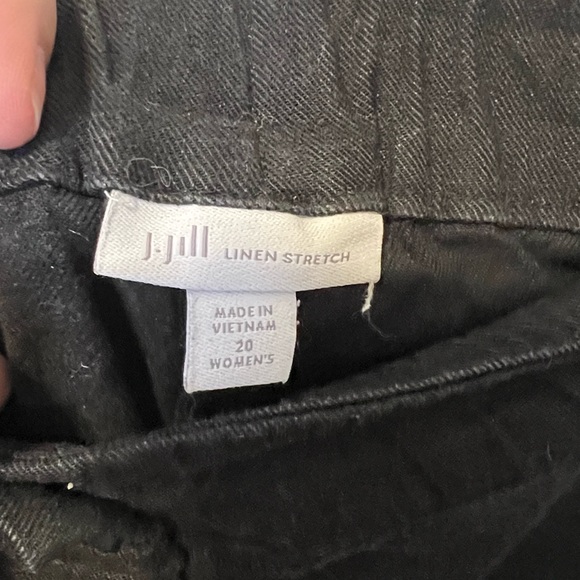 J.Jill LINEN STRETCH
MADE IN
VIETNAM
20
WOMEN'S